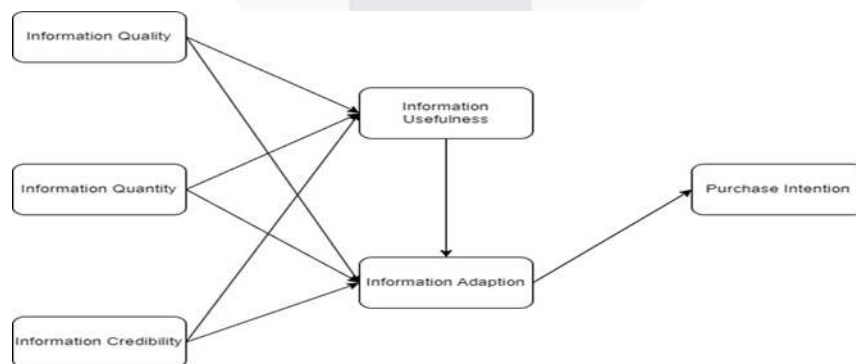 Information Quality
Information
Usefulness
Information Quantity
Purchase Intention
Information Adaption
Information Credibility